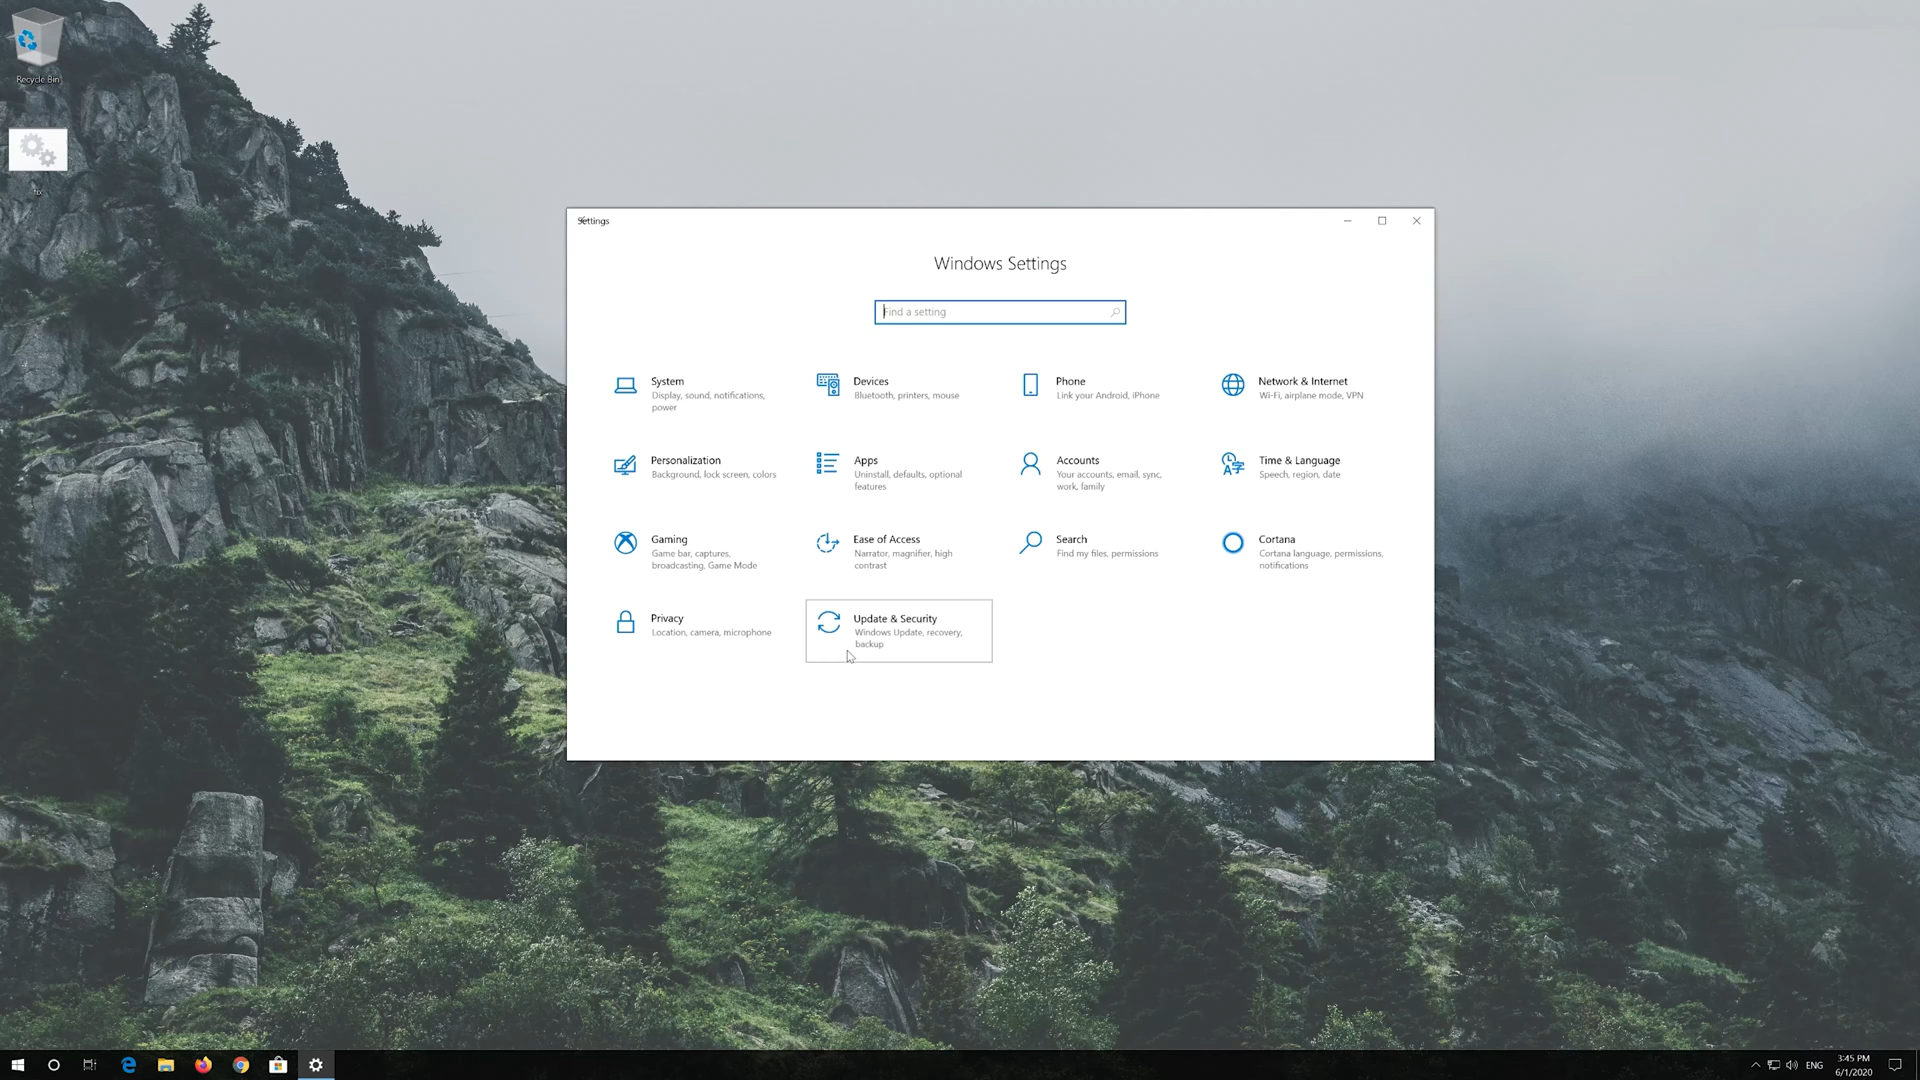 Recycle Bin
fix
Settings
Windows Settings
Find a setting
System
Display, sound, notifications,
power
Devices
Bluetooth, printers, mouse
Phone
Link your Android, iPhone
Network & Internet
Wi-Fi, airplane mode, VPN
Personalization
Background, lock screen, colors
Apps
Uninstall, defaults, optional
features
Accounts
Your accounts, email, sync,
work, family
Time & Language
Speech, region, date
Gaming
Game bar, captures,
broadcasting, Game Mode
Ease of Access
Narrator, magnifier, high
contrast
Search
Find my files, permissions
Cortana
Cortana language, permissions,
notifications
Privacy
Location, camera, microphone
Update & Security
Windows Update, recovery,
backup
ENG
3:45 PM
6/1/2020